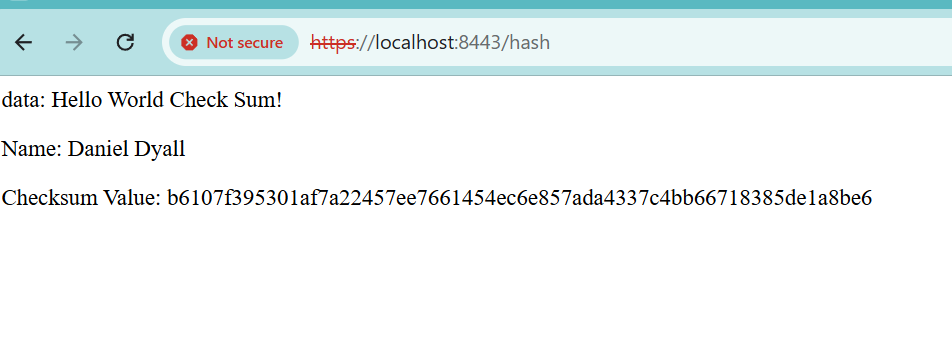 Not secure https://localhost:8443/hash
data: Hello World Check Sum!
Name: Daniel Dyall
Checksum Value: b6107f395301af7a22457ee7661454ec6e857ada4337c4bb66718385de1a8be6